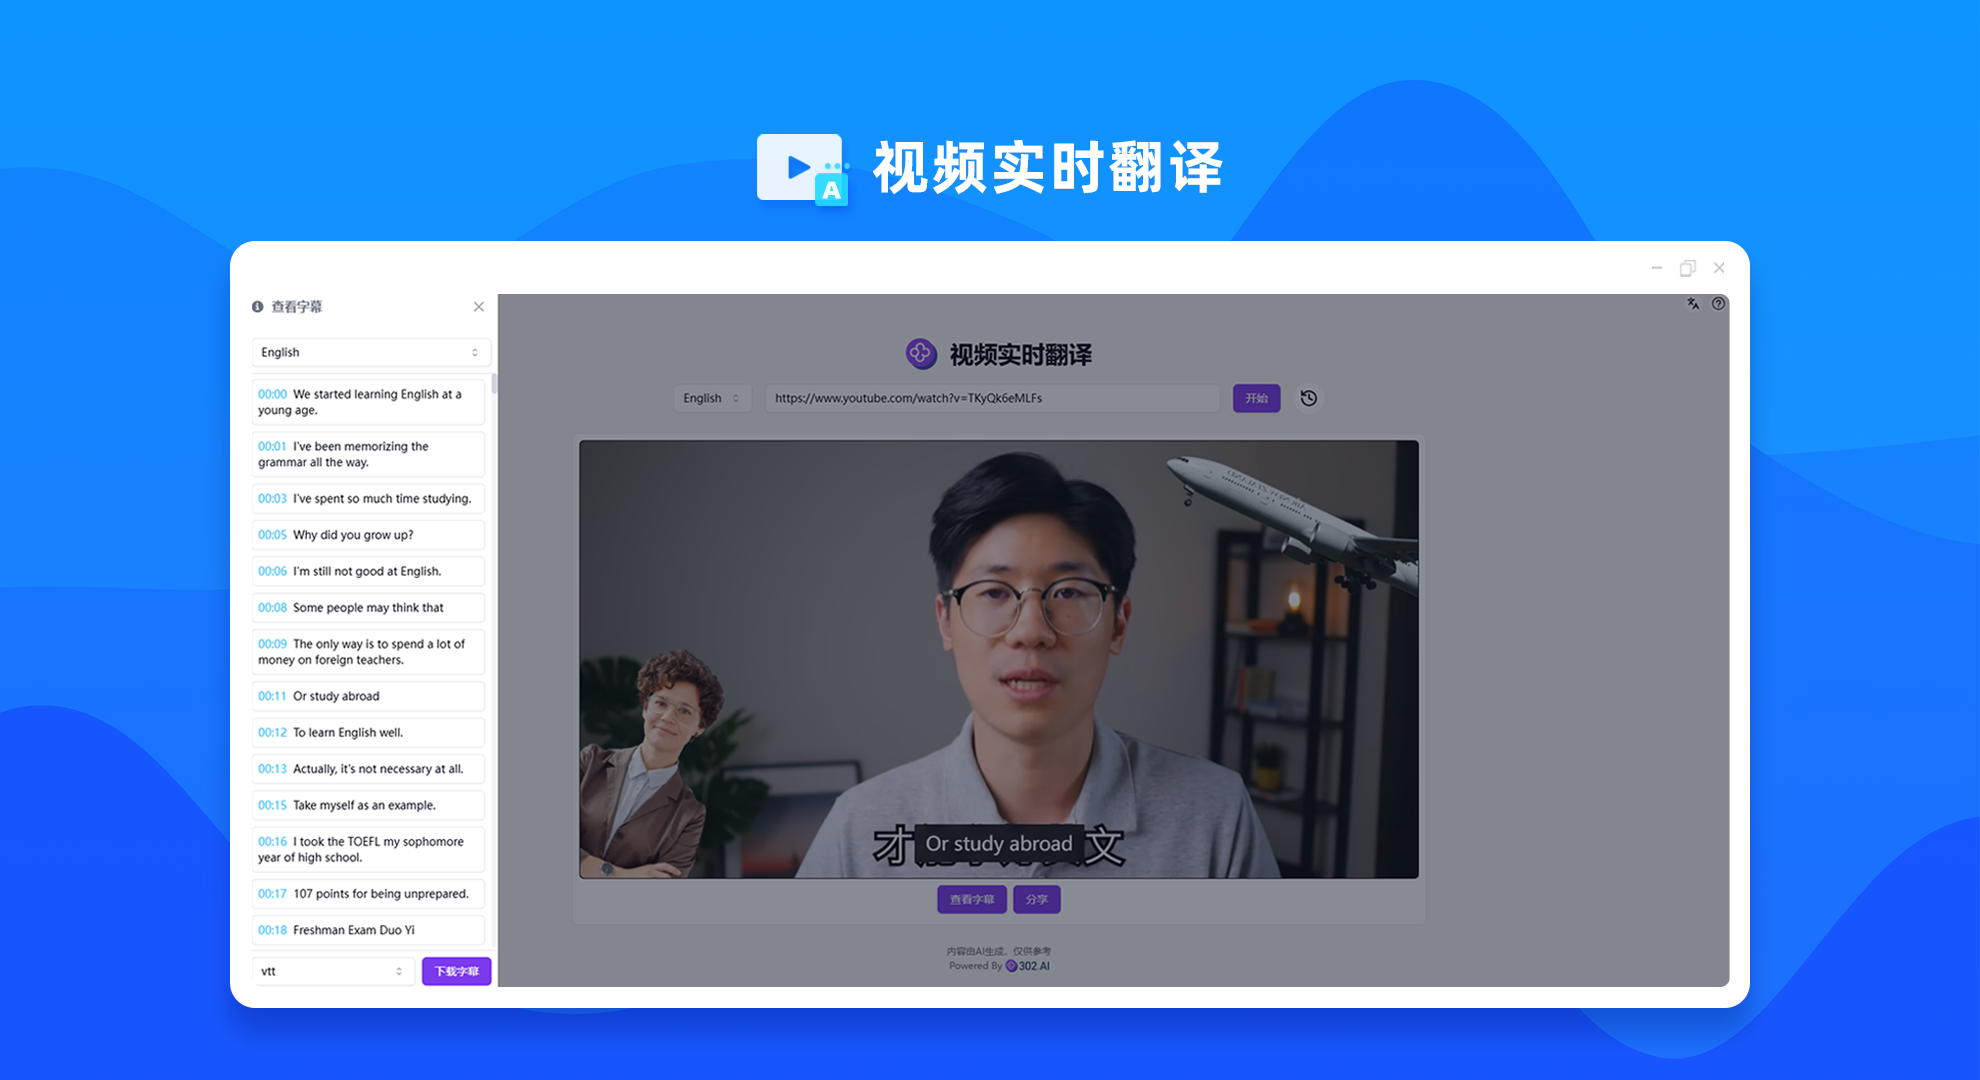 A
视频实时翻译
查看字幕
English
00:00 We started learning English at a
young age.
00:01 I've been memorizing the
grammar all the way.
00:03 I've spent so much time studying.
00:05 Why did you grow up?
00:06 I'm still not good at English.
00:08 Some people may think that
00:09 The only way is to spend a lot of
money on foreign teachers.
00:11 Or study abroad
00:12 To learn English well.
00:13 Actually, it's not necessary at all.
00:15 Take myself as an example.
00:16 I took the TOEFL my sophomore
year of high school.
00:17 107 points for being unprepared.
00:18 Freshman Exam Duo Yi
vtt
下载字幕
视频实时翻译
English
https://www.youtube.com/watch?v=TKyQk6eMLFs
开始
才
文
Or study abroad
查看字幕
分享
内容由AI生成，仅供参考
Powered By 302.AI